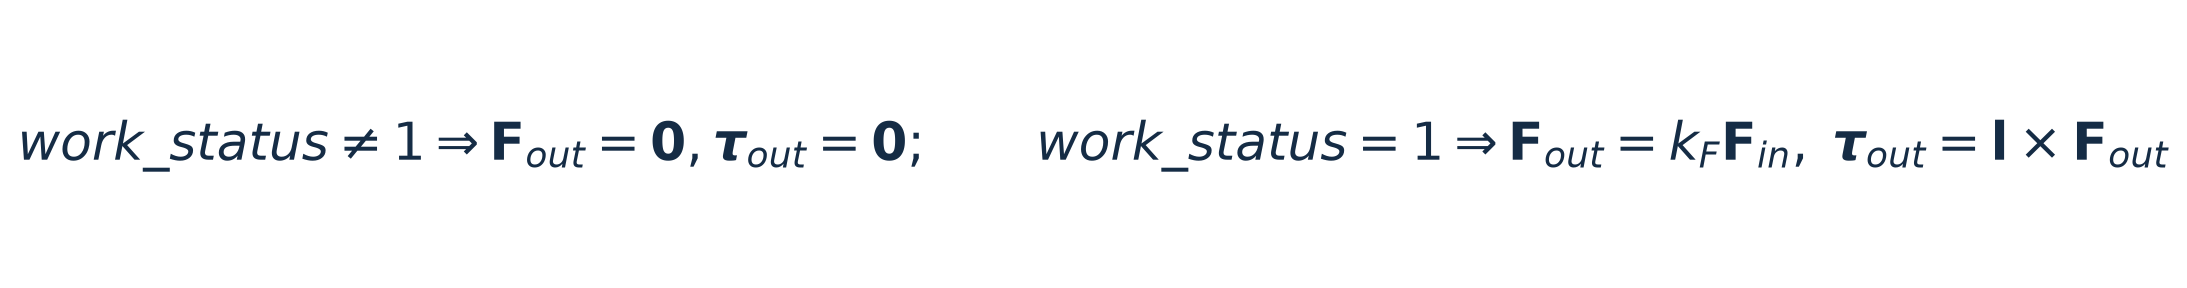 work_status ≠ 1 ⇒ F_out = 0, τ_out = 0;   work_status = 1 ⇒ F_out = k_F F_in, τ_out = l × F_out